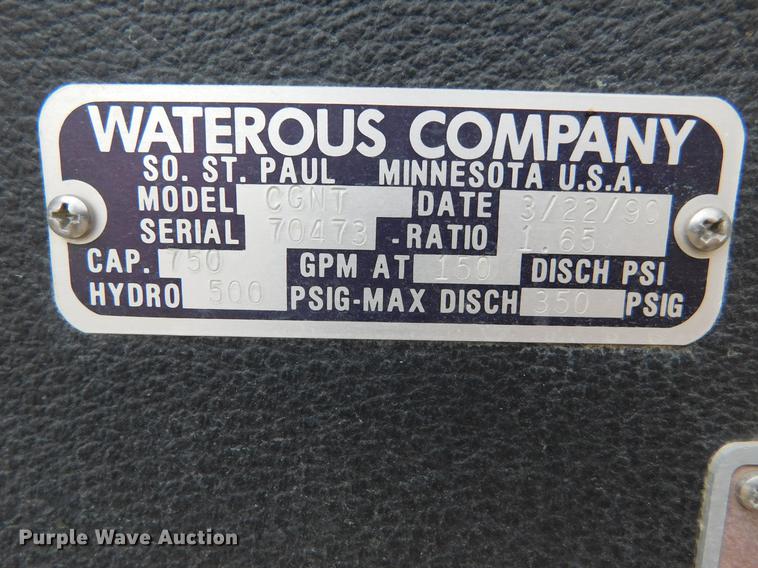 WATEROUS COMPANY
SO. ST. PAUL MINNESOTA U.S.A.
MODEL CGNT DATE 3/22/90
SERIAL 70473 - RATIO 1.65
CAP. 750 GPM AT 150 DISCH PSI
HYDRO 500 PSIG-MAX DISCH 350 PSIG
Purple Wave Auction